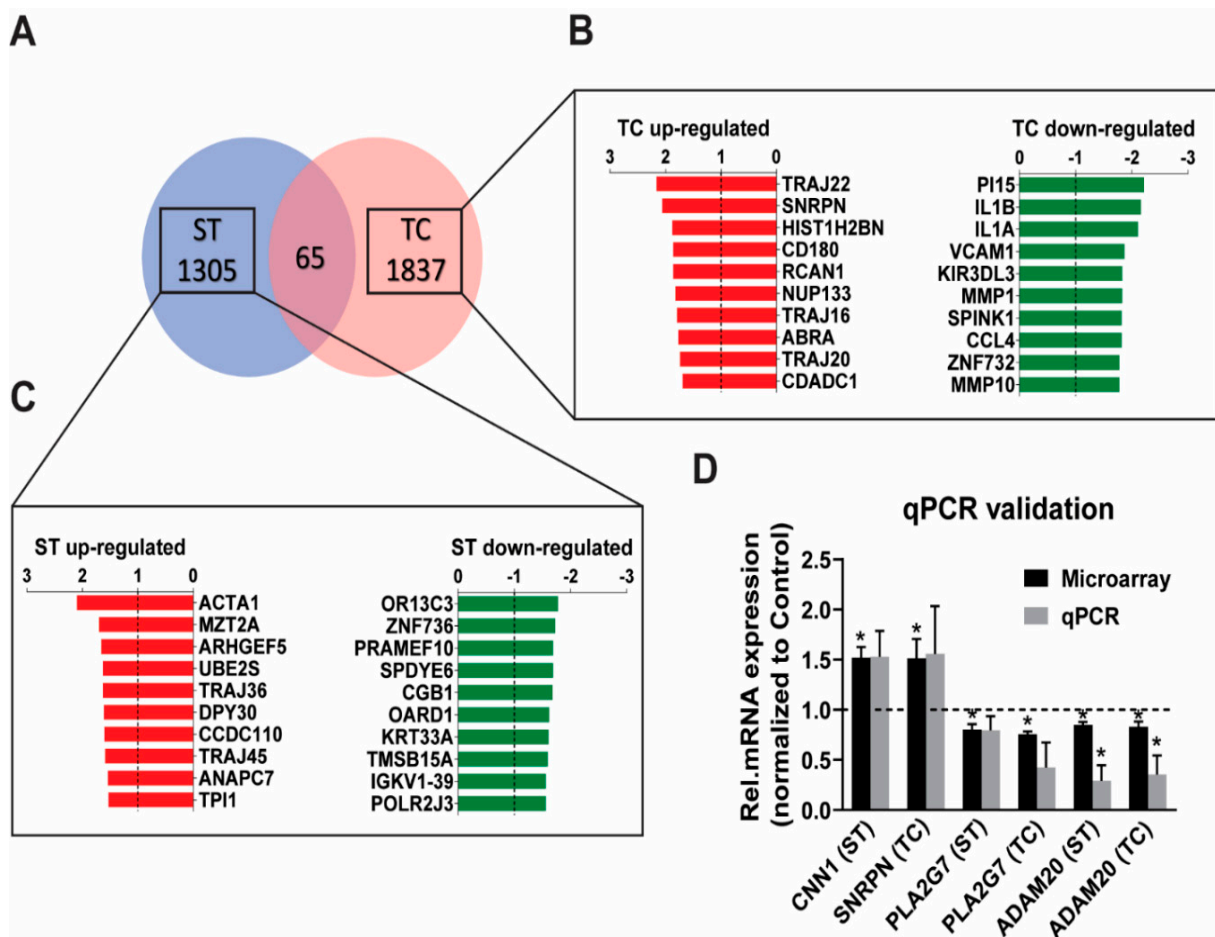 A
ST
1305
65
TC
1837
B
TC up-regulated
3 2 1 0
TRAJ22
SNRPN
HIST1H2BN
CD180
RCAN1
NUP133
TRAJ16
ABRA
TRAJ20
CDADC1
TC down-regulated
0 -1 -2 -3
PI15
IL1B
IL1A
VCAM1
KIR3DL3
MMP1
SPINK1
CCL4
ZNF732
MMP10
C
ST up-regulated
3 2 1 0
ACTA1
MZT2A
ARHGEF5
UBE2S
TRAJ36
DPY30
CCDC110
TRAJ45
ANAPC7
TPI1
ST down-regulated
0 -1 -2 -3
OR13C3
ZNF736
PRAMEF10
SPDYE6
CGB1
OARD1
KRT33A
TMSB15A
IGKV1-39
POLR2J3
D
qPCR validation
Rel.mRNA expression
(normalized to Control)
2.5
2.0
1.5
1.0
0.5
0.0
Microarray
qPCR
* * * * * * * *
CNN1 (ST)
SNRPN (TC)
PLA2G7 (ST)
PLA2G7 (TC)
ADAM20 (ST)
ADAM20 (TC)